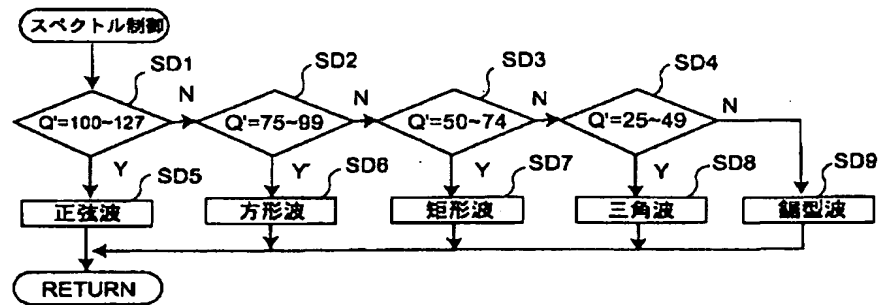 スペクトル制御
SD1
SD2
SD3
SD4
Q'=100~127
N
Q'=75~99
N
Q'=50~74
N
Q'=25~49
N
Y
SD5
Y
SD6
Y
SD7
Y
SD8
SD9
正弦波
方形波
矩形波
三角波
鋸型波
RETURN